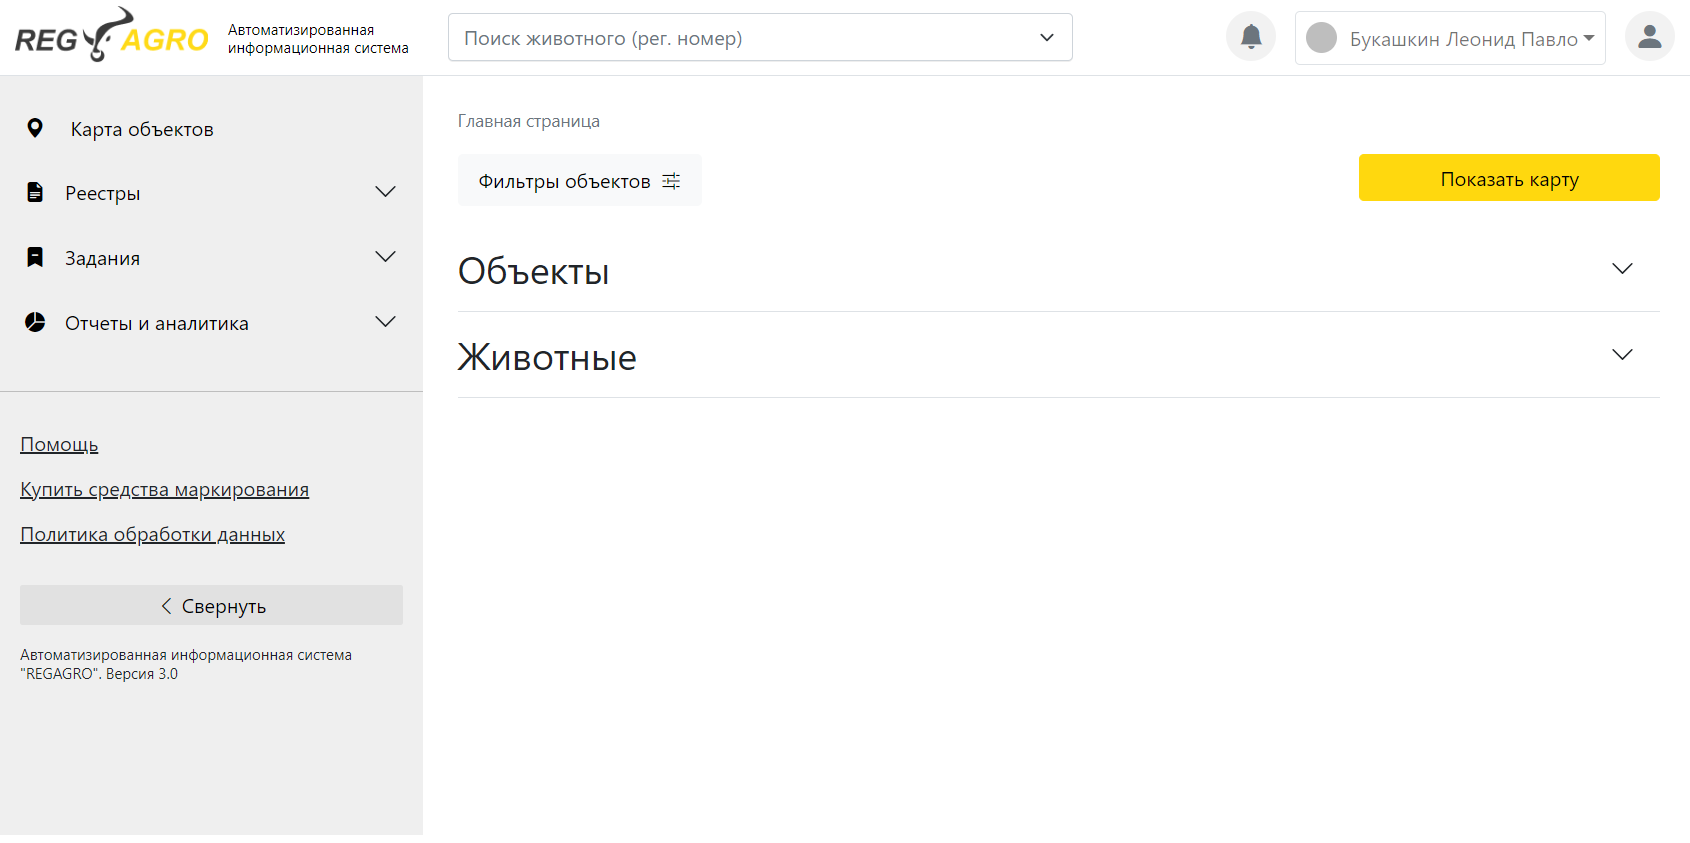 REG AGRO
Автоматизированная
информационная система
Поиск животного (рег. номер)
Букашкин Леонид Павло
Карта объектов
Реестры
Задания
Отчеты и аналитика
Помощь
Купить средства маркирования
Политика обработки данных
Свернуть
Автоматизированная информационная система
"REGAGRO". Версия 3.0
Главная страница
Фильтры объектов
Показать карту
Объекты
Животные